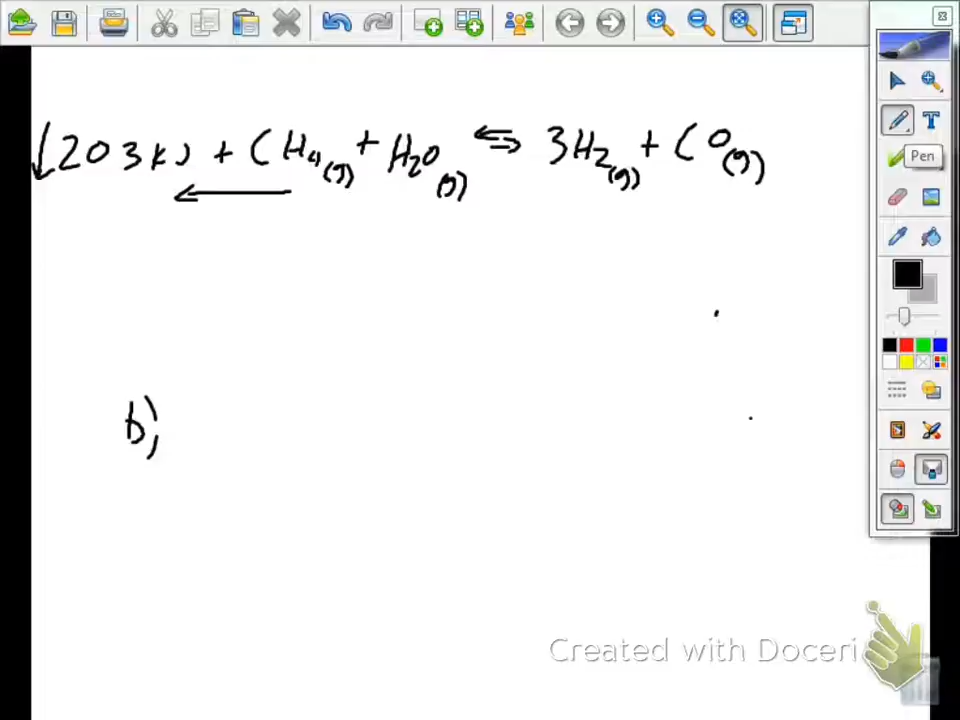 ↓203kJ + CH4(g) + H2O(g) ⇌ 3H2(g) + CO(g)
←
b)
Pen
T
Created with Doceri